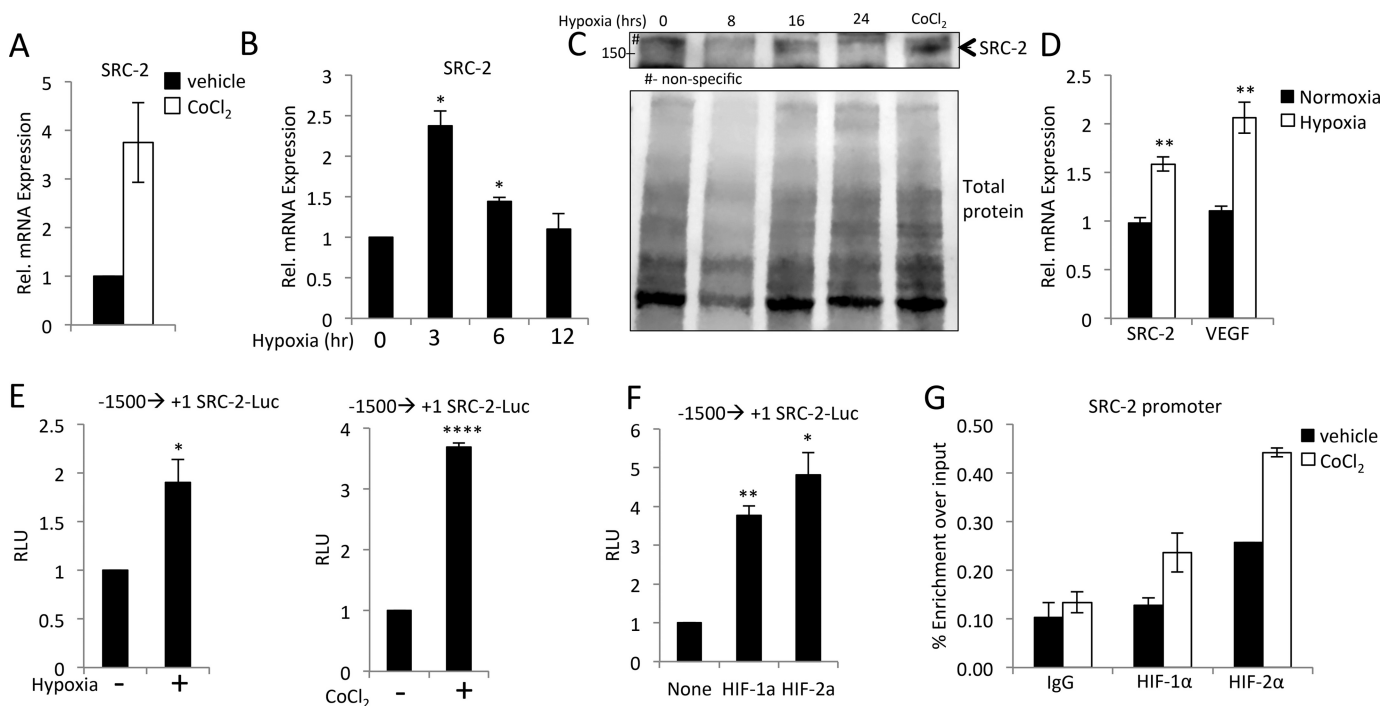 A
SRC-2
vehicle
CoCl2
Rel. mRNA Expression
5
4
3
2
1
0
B
SRC-2
Rel. mRNA Expression
3
2.5
2
1.5
1
0.5
0
*
*
Hypoxia (hr) 0 3 6 12
C
Hypoxia (hrs) 0 8 16 24 CoCl2
#
150
SRC-2
#- non-specific
Total
protein
D
Rel. mRNA Expression
2.5
2
1.5
1
0.5
0
**
**
SRC-2 VEGF
Normoxia
Hypoxia
E
-1500→ +1 SRC-2-Luc
RLU
2.5
2
1.5
1
0.5
0
*
Hypoxia - +
-1500→ +1 SRC-2-Luc
RLU
4
3
2
1
0
****
CoCl2 - +
F
-1500→ +1 SRC-2-Luc
RLU
6
5
4
3
2
1
0
**
*
None HIF-1a HIF-2a
G
SRC-2 promoter
% Enrichment over input
0.50
0.40
0.30
0.20
0.10
0.00
IgG HIF-1α HIF-2α
vehicle
CoCl2